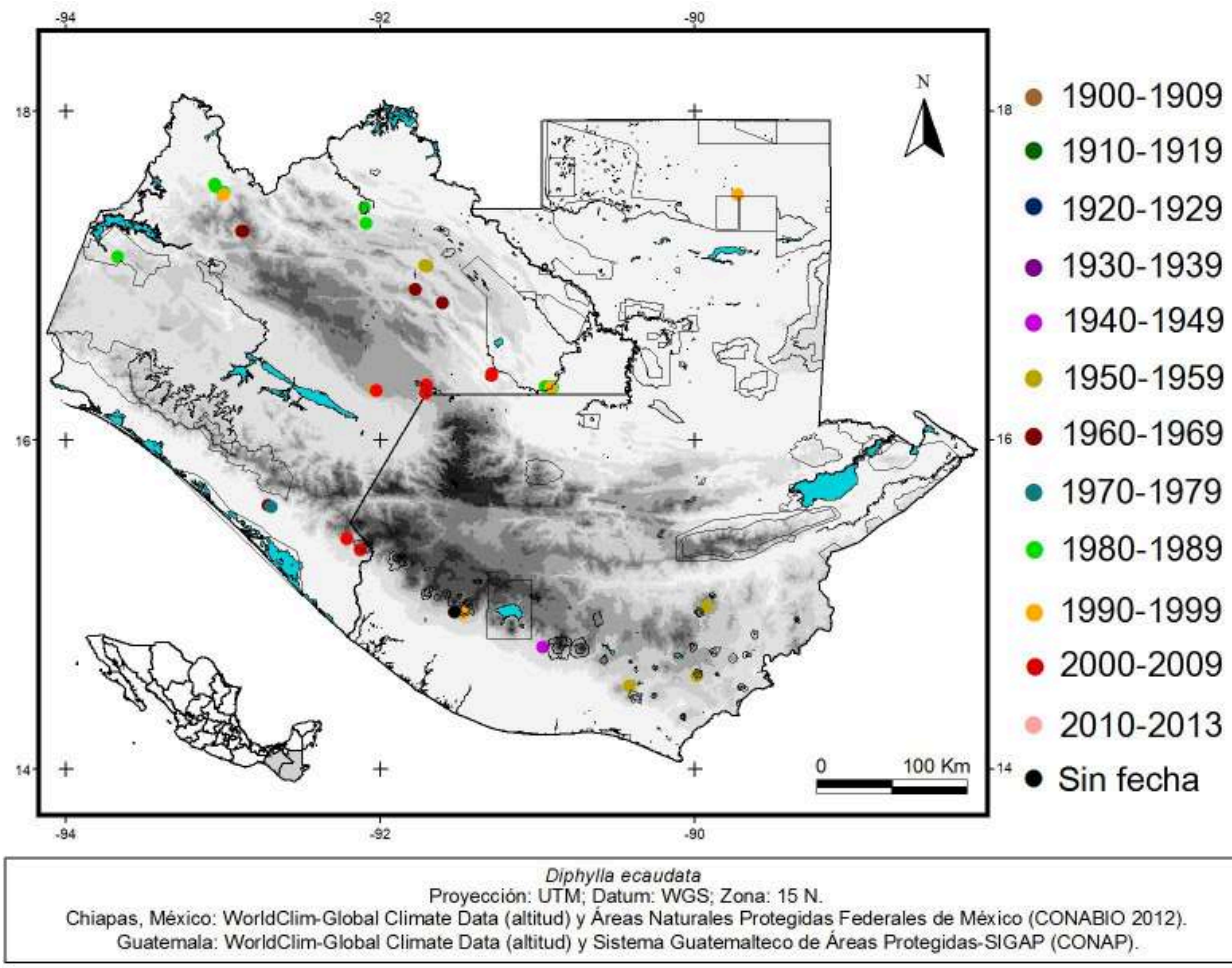 -94 -92 -90
N
18 18
16 16
14 14
0 100 Km
-94 -92 -90
1900-1909
1910-1919
1920-1929
1930-1939
1940-1949
1950-1959
1960-1969
1970-1979
1980-1989
1990-1999
2000-2009
2010-2013
Sin fecha
Diphylla ecaudata
Proyección: UTM; Datum: WGS; Zona: 15 N.
Chiapas, México: WorldClim-Global Climate Data (altitud) y Áreas Naturales Protegidas Federales de México (CONABIO 2012).
Guatemala: WorldClim-Global Climate Data (altitud) y Sistema Guatemalteco de Áreas Protegidas-SIGAP (CONAP).